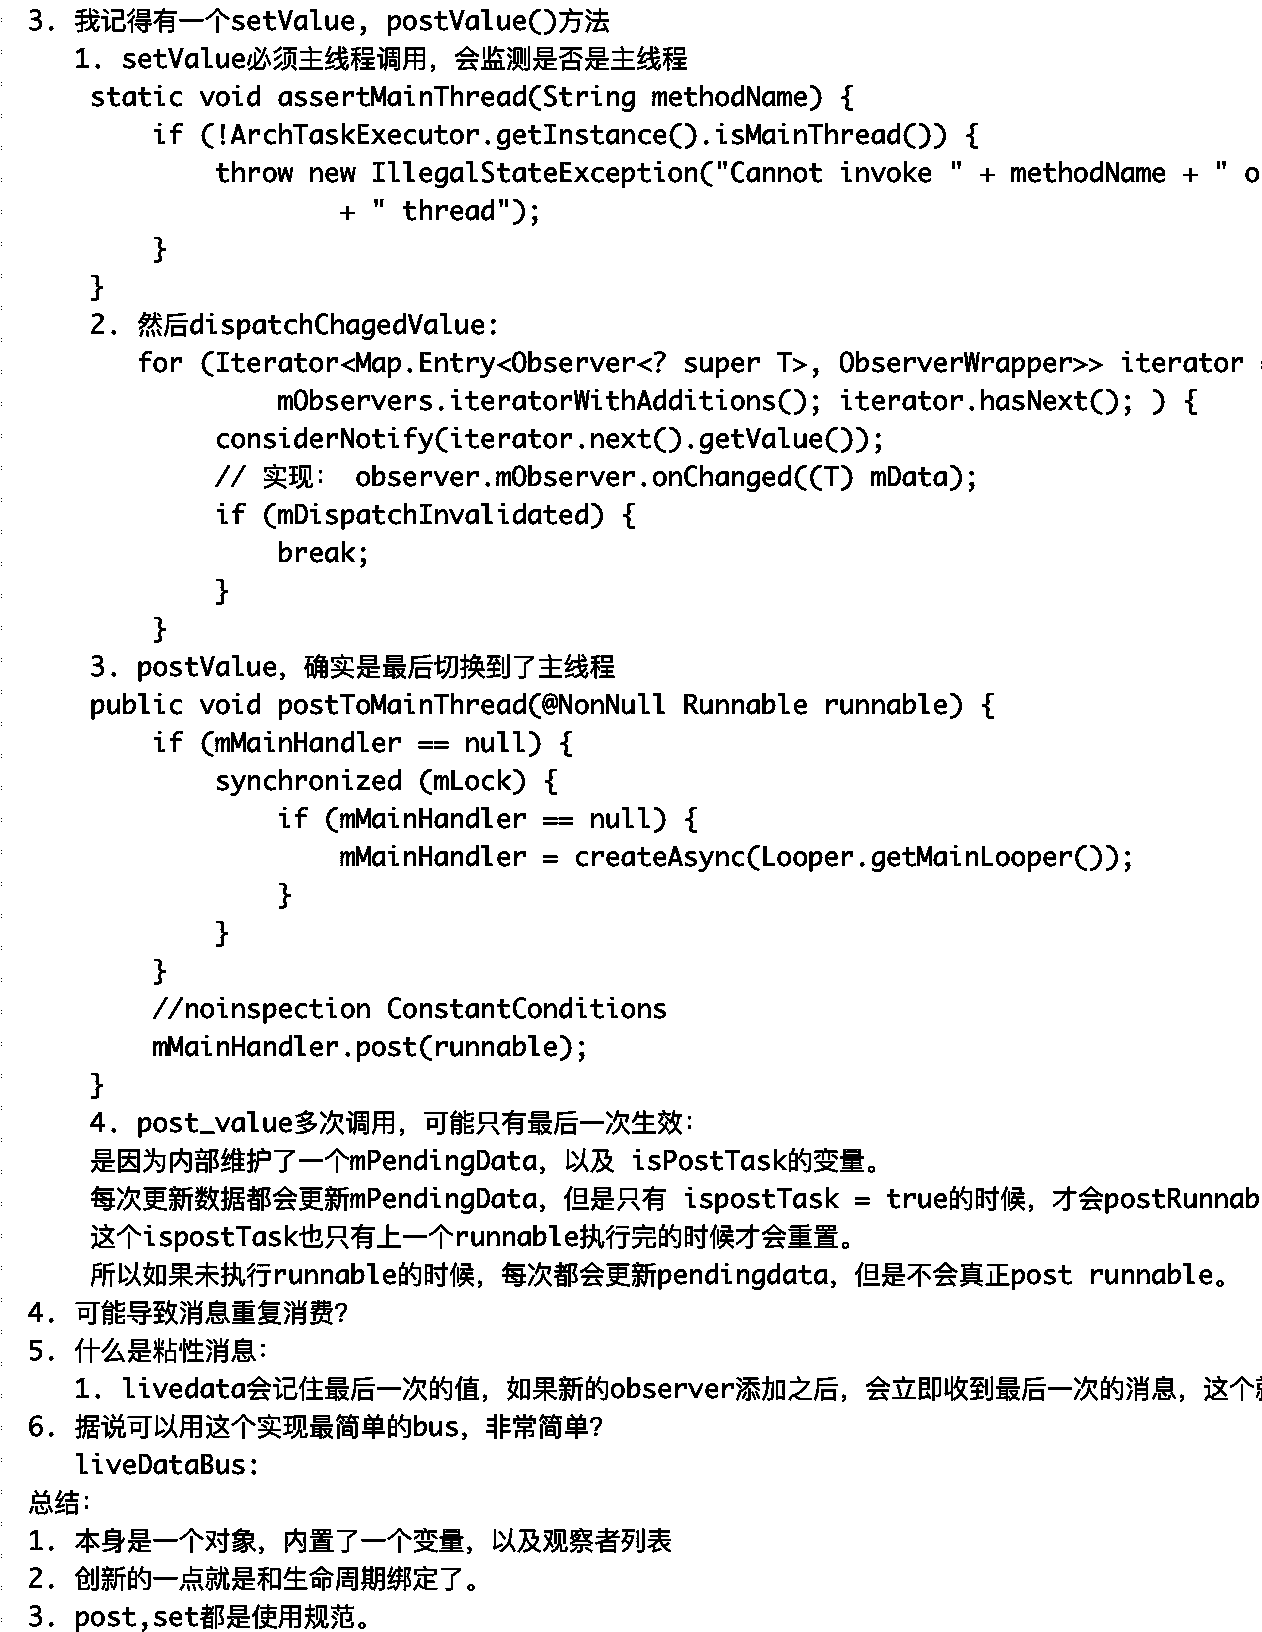 3. 我记得有一个setValue, postValue()方法
1. setValue必须主线程调用，会监测是否是主线程
static void assertMainThread(String methodName) {
if (!ArchTaskExecutor.getInstance().isMainThread()) {
throw new IllegalStateException("Cannot invoke " + methodName + " o
+ " thread");
}
}
2. 然后dispatchChagedValue:
for (Iterator<Map.Entry<Observer<? super T>, ObserverWrapper>> iterator =
mObservers.iteratorWithAdditions(); iterator.hasNext(); ) {
considerNotify(iterator.next().getValue());
// 实现： observer.mObserver.onChanged((T) mData);
if (mDispatchInvalidated) {
break;
}
}
3. postValue，确实是最后切换到了主线程
public void postToMainThread(@NonNull Runnable runnable) {
if (mMainHandler == null) {
synchronized (mLock) {
if (mMainHandler == null) {
mMainHandler = createAsync(Looper.getMainLooper());
}
}
}
//noinspection ConstantConditions
mMainHandler.post(runnable);
}
4. post_value多次调用，可能只有最后一次生效：
是因为内部维护了一个mPendingData，以及 isPostTask的变量。
每次更新数据都会更新mPendingData，但是只有 ispostTask = true的时候，才会postRunnab
这个ispostTask也只有上一个runnable执行完的时候才会重置。
所以如果未执行runnable的时候，每次都会更新pendingdata，但是不会真正post runnable。
4. 可能导致消息重复消费？
5. 什么是粘性消息：
1. livedata会记住最后一次的值，如果新的observer添加之后，会立即收到最后一次的消息，这个就
6. 据说可以用这个实现最简单的bus，非常简单？
liveDataBus:
总结：
1. 本身是一个对象，内置了一个变量，以及观察者列表
2. 创新的一点就是和生命周期绑定了。
3. post,set都是使用规范。